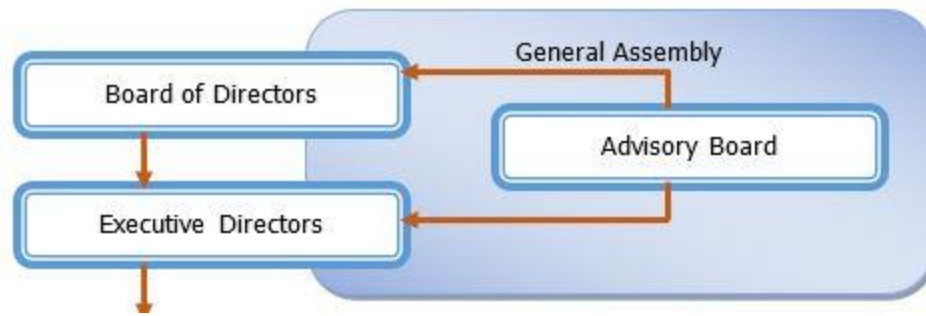 General Assembly
Board of Directors
Advisory Board
Executive Directors